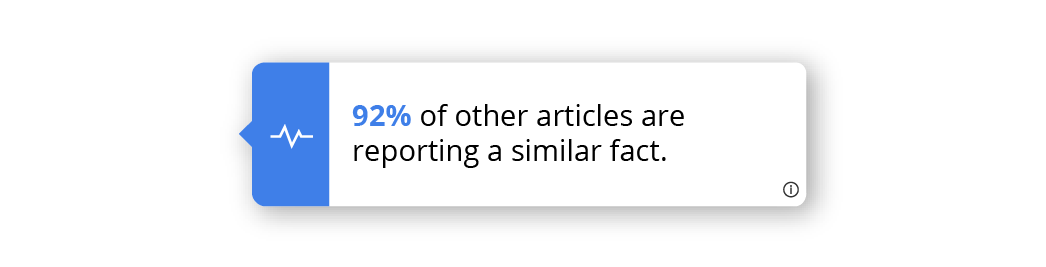 92% of other articles are
reporting a similar fact.